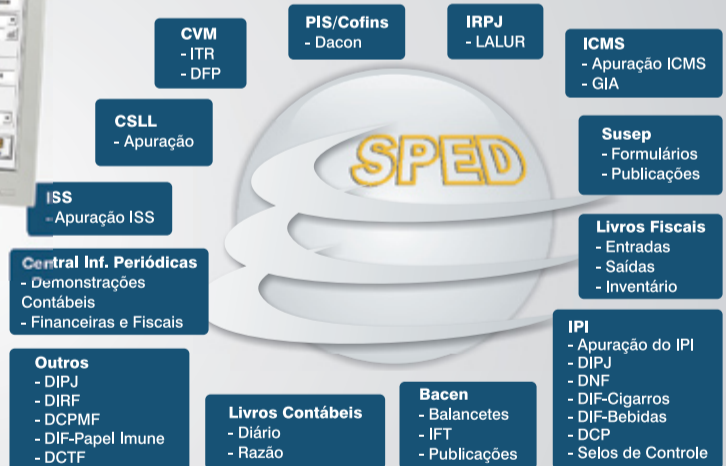 CVM
- ITR
- DFP
PIS/Cofins
- Dacon
IRPJ
- LALUR
ICMS
- Apuração ICMS
- GIA
CSLL
- Apuração
SPED
Susep
- Formulários
- Publicações
ISS
- Apuração ISS
Livros Fiscais
- Entradas
- Saídas
- Inventário
Central Inf. Periódicas
- Demonstrações
Contábeis
- Financeiras e Fiscais
IPI
- Apuração do IPI
- DIPJ
- DNF
- DIF-Cigarros
- DIF-Bebidas
- DCP
- Selos de Controle
Outros
- DIPJ
- DIRF
- DCPMF
- DIF-Papel Imune
- DCTF
Livros Contábeis
- Diário
- Razão
Bacen
- Balancetes
- IFT
- Publicações